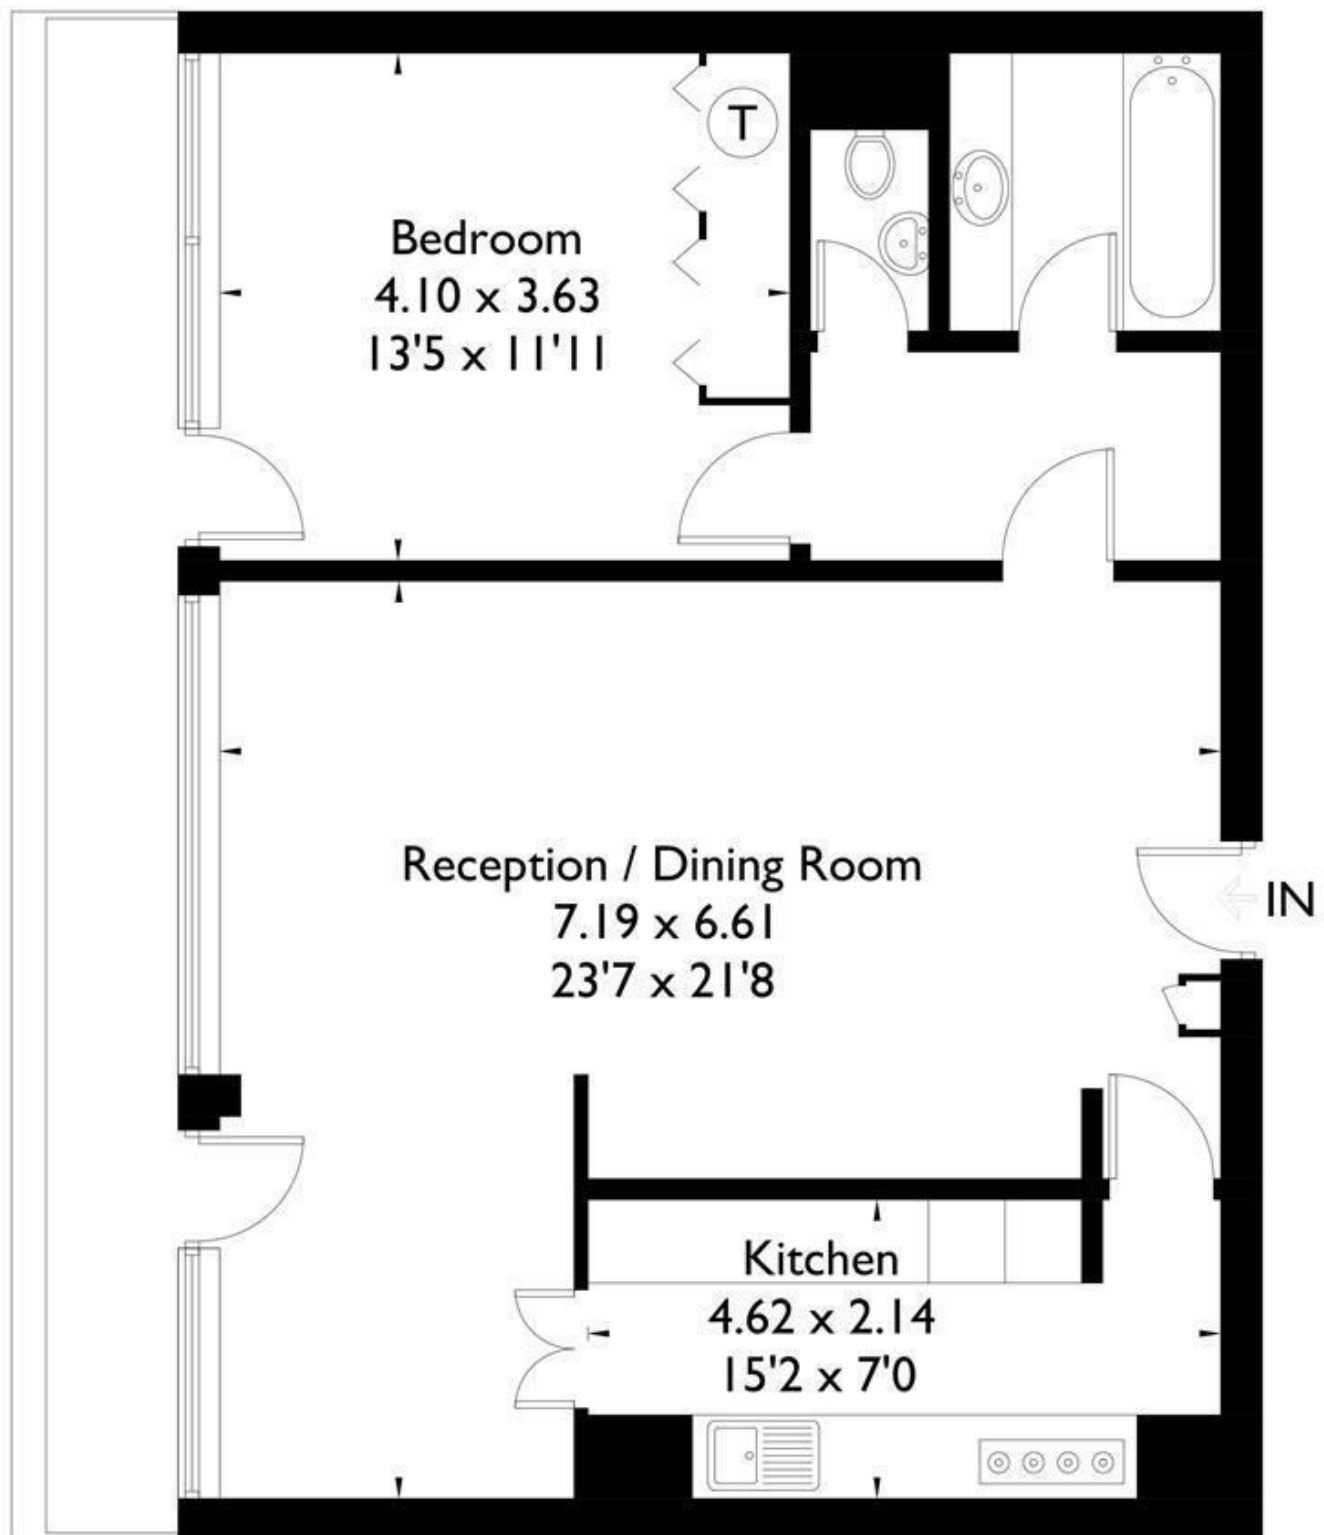 T
Bedroom
4.10 x 3.63
13'5 x 11'11
Reception / Dining Room
7.19 x 6.61
23'7 x 21'8
IN
Kitchen
4.62 x 2.14
15'2 x 7'0